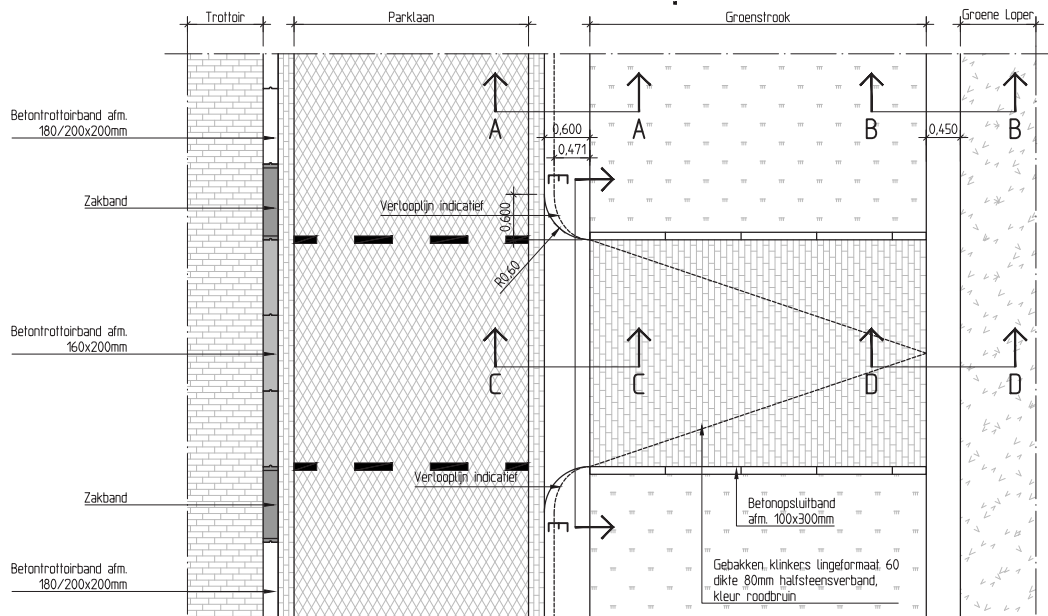 Trottoir
Parklaan
Groenstrook
Groene Loper
Betontrottoirband afm.
180/200x200mm
A
A
B
B
0,600
0,450
0,471
Zakband
E
Verlooplijn indicatief
0,600
R0,60
Betontrottoirband afm.
160x200mm
C
C
D
D
Verlooplijn indicatief
Zakband
E
Betonopsluitband
afm. 100x300mm
Betontrottoirband afm.
180/200x200mm
Gebakken klinkers lingeformaat 60
dikte 80mm halfsteensverband,
kleur roodbruin